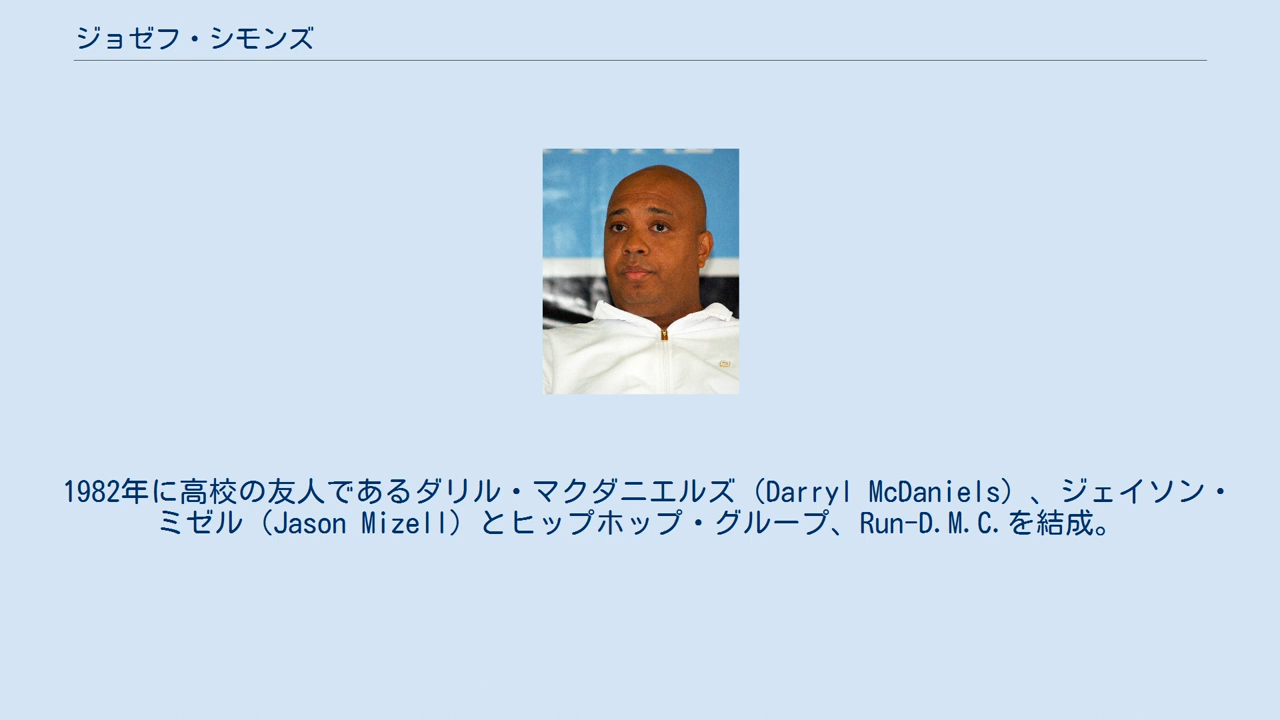 ジョゼフ・シモンズ
1982年に高校の友人であるダリル・マクダニエルズ（Darryl McDaniels）、ジェイソン・
ミゼル（Jason Mizell）とヒップホップ・グループ、Run-D.M.C.を結成。